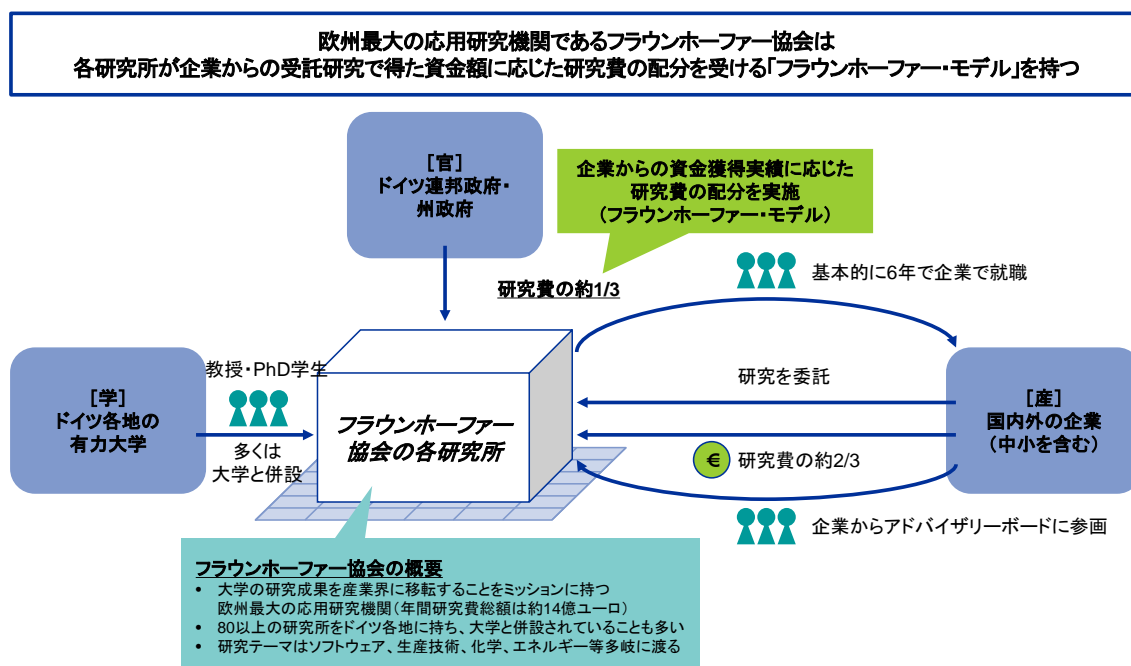 欧州最大の応用研究機関であるフラウンホーファー協会は
各研究所が企業からの受託研究で得た資金額に応じた研究費の配分を受ける「フラウンホーファー・モデル」を持つ
［官］
ドイツ連邦政府・
州政府
企業からの資金獲得実績に応じた
研究費の配分を実施
（フラウンホーファー・モデル）
研究費の約1/3
基本的に6年で企業で就職
［学］
ドイツ各地の
有力大学
教授・PhD学生
多くは
大学と併設
フラウンホーファー
協会の各研究所
研究を委託
€ 研究費の約2/3
企業からアドバイザリーボードに参画
［産］
国内外の企業
（中小を含む）
フラウンホーファー協会の概要
• 大学の研究成果を産業界に移転することをミッションに持つ
欧州最大の応用研究機関（年間研究費総額は約14億ユーロ）
• 80以上の研究所をドイツ各地に持ち、大学と併設されていることも多い
• 研究テーマはソフトウェア、生産技術、化学、エネルギー等多岐に渡る